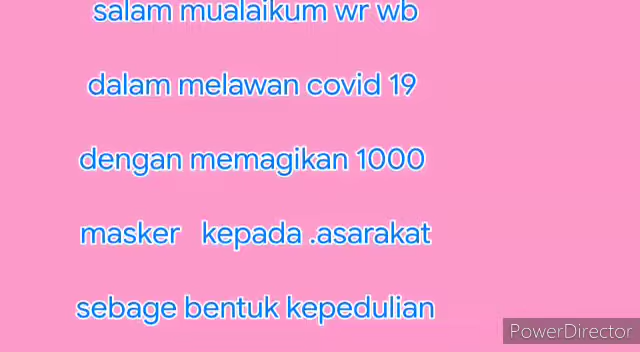 salam mualaikum wr wb
dalam melawan covid 19
dengan memagikan 1000
masker kepada .asarakat
sebage bentuk kepedulian
PowerDirector